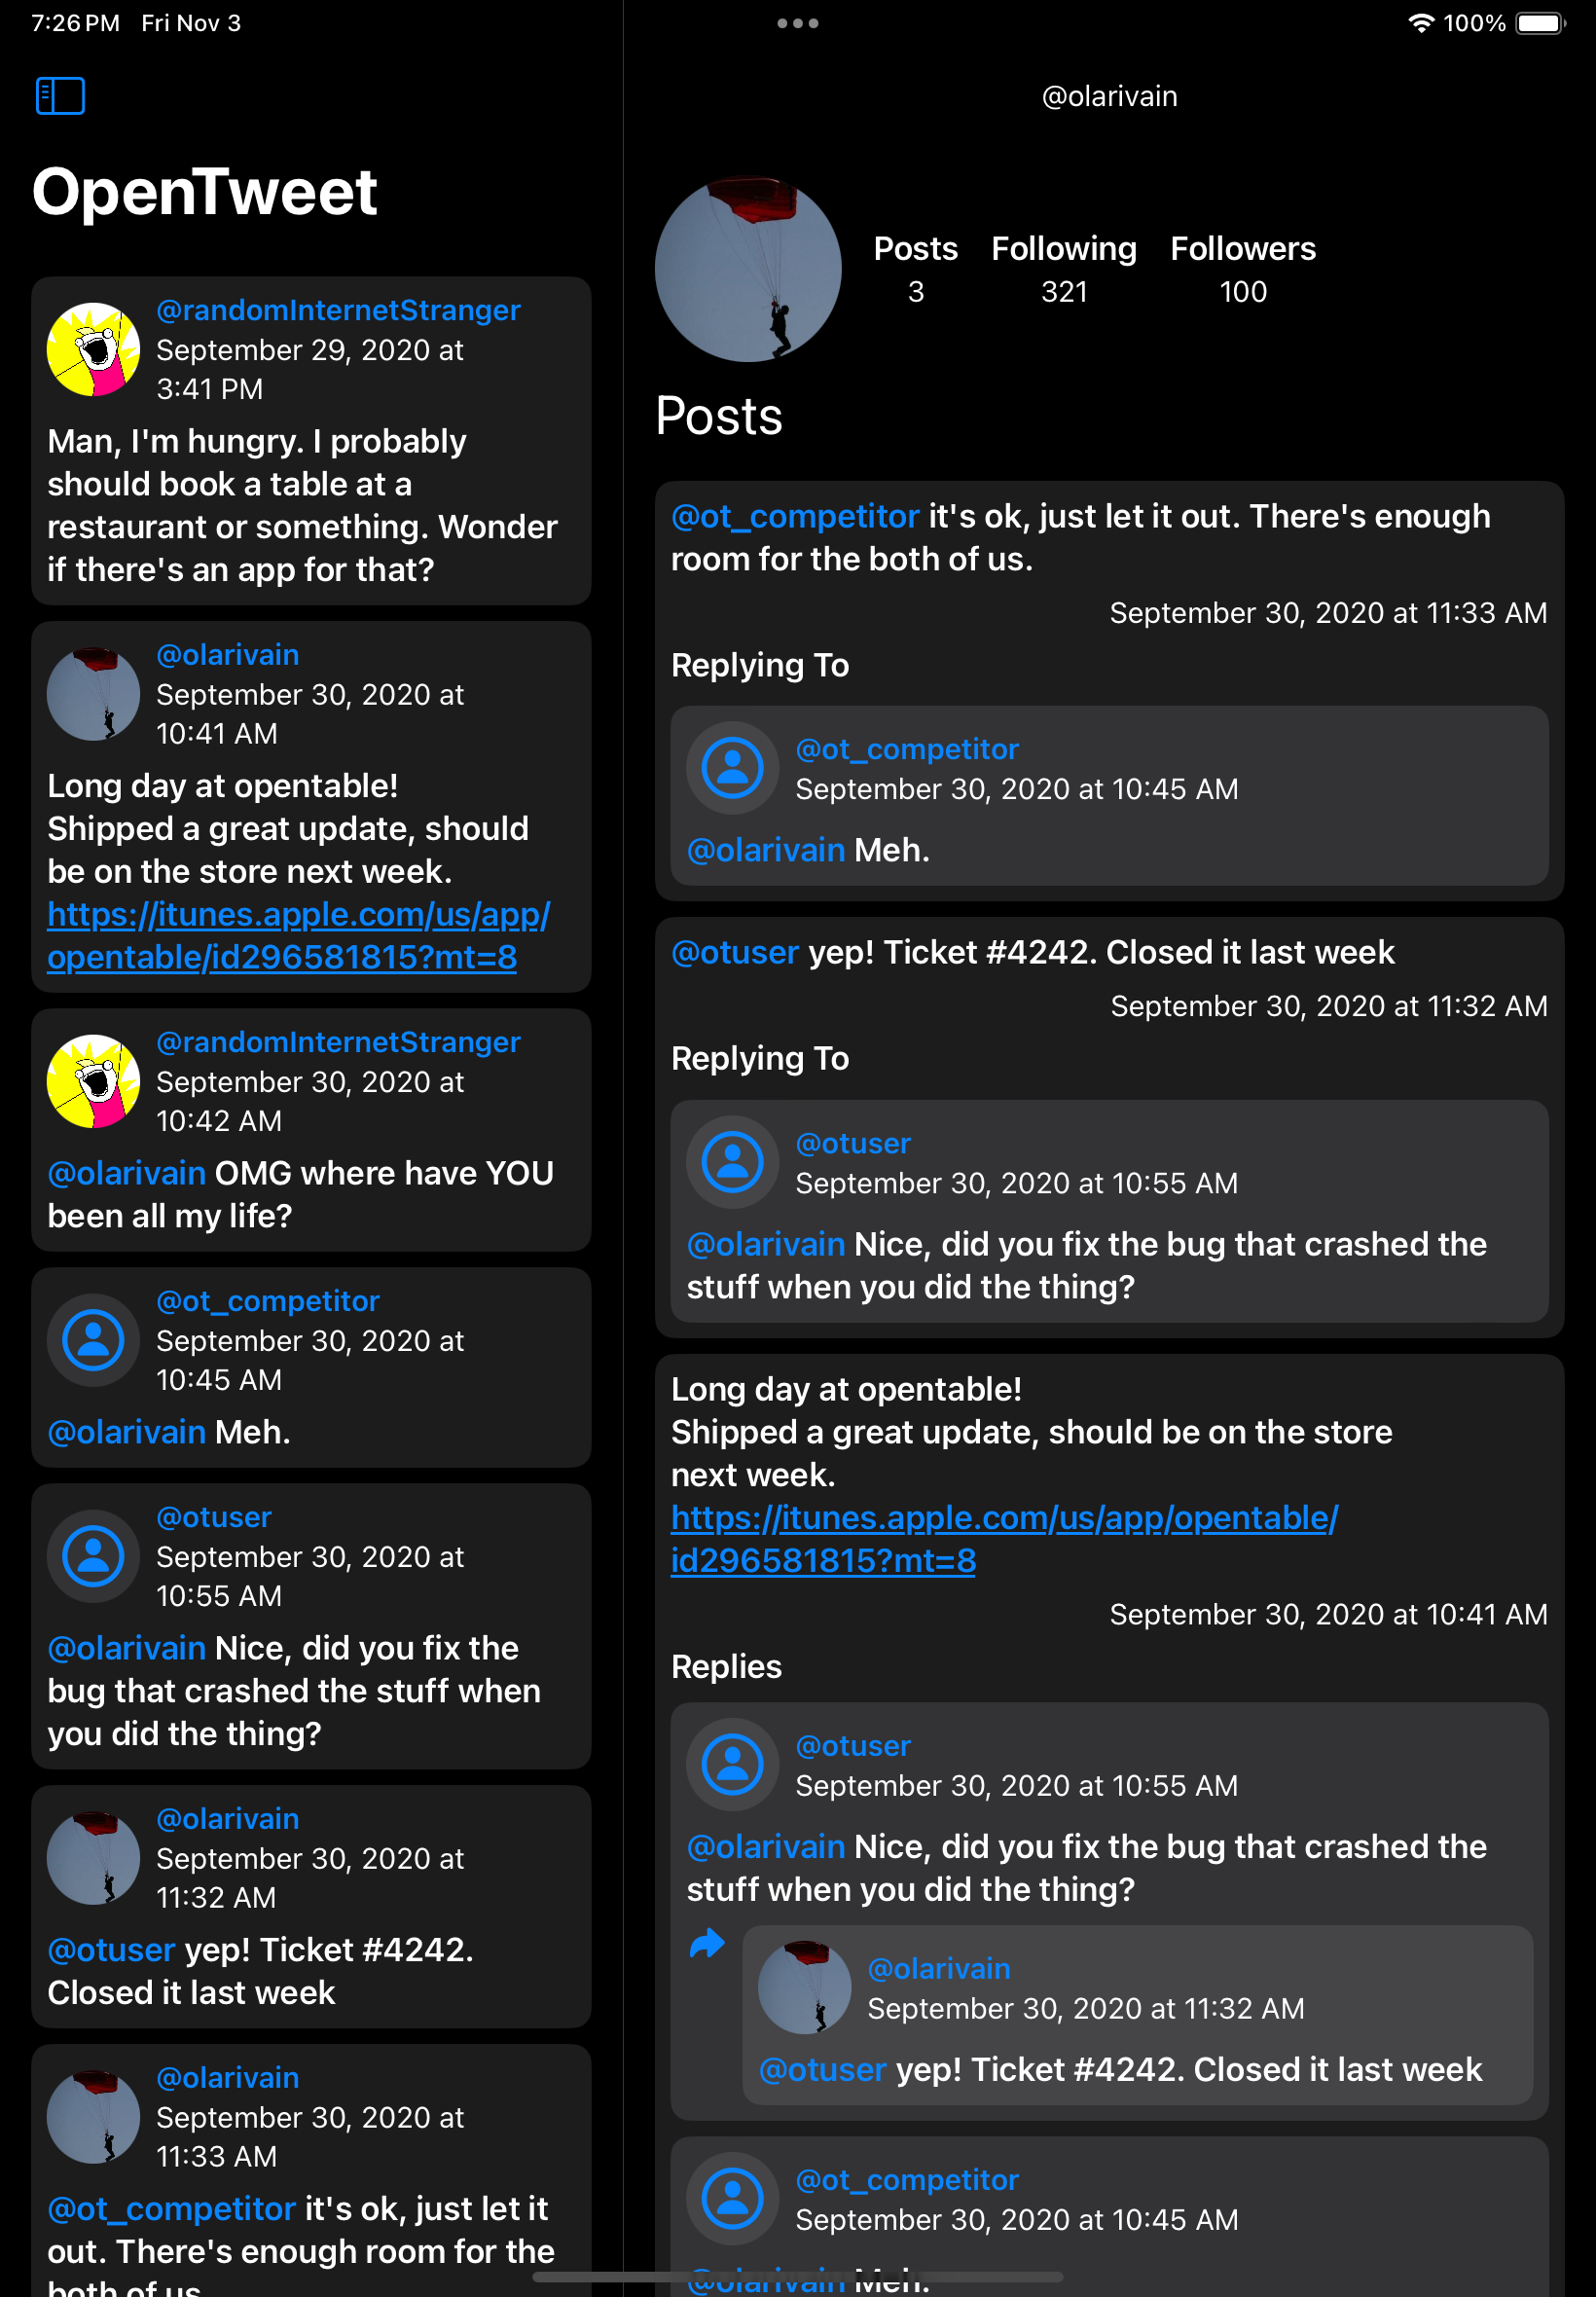 7:26 PM Fri Nov 3
100%
OpenTweet
@randomInternetStranger
September 29, 2020 at
3:41 PM
Man, I'm hungry. I probably
should book a table at a
restaurant or something. Wonder
if there's an app for that?
@olarivain
September 30, 2020 at
10:41 AM
Long day at opentable!
Shipped a great update, should
be on the store next week.
https://itunes.apple.com/us/app/
opentable/id296581815?mt=8
@randomInternetStranger
September 30, 2020 at
10:42 AM
@olarivain OMG where have YOU
been all my life?
@ot_competitor
September 30, 2020 at
10:45 AM
@olarivain Meh.
@otuser
September 30, 2020 at
10:55 AM
@olarivain Nice, did you fix the
bug that crashed the stuff when
you did the thing?
@olarivain
September 30, 2020 at
11:32 AM
@otuser yep! Ticket #4242.
Closed it last week
@olarivain
September 30, 2020 at
11:33 AM
@ot_competitor it's ok, just let it
out. There's enough room for the
both of us.
@olarivain
Posts Following Followers
3 321 100
Posts
@ot_competitor it's ok, just let it out. There's enough
room for the both of us.
September 30, 2020 at 11:33 AM
Replying To
@ot_competitor
September 30, 2020 at 10:45 AM
@olarivain Meh.
@otuser yep! Ticket #4242. Closed it last week
September 30, 2020 at 11:32 AM
Replying To
@otuser
September 30, 2020 at 10:55 AM
@olarivain Nice, did you fix the bug that crashed the
stuff when you did the thing?
Long day at opentable!
Shipped a great update, should be on the store
next week.
https://itunes.apple.com/us/app/opentable/
id296581815?mt=8
September 30, 2020 at 10:41 AM
Replies
@otuser
September 30, 2020 at 10:55 AM
@olarivain Nice, did you fix the bug that crashed the
stuff when you did the thing?
@olarivain
September 30, 2020 at 11:32 AM
@otuser yep! Ticket #4242. Closed it last week
@ot_competitor
September 30, 2020 at 10:45 AM
@olarivain Meh.